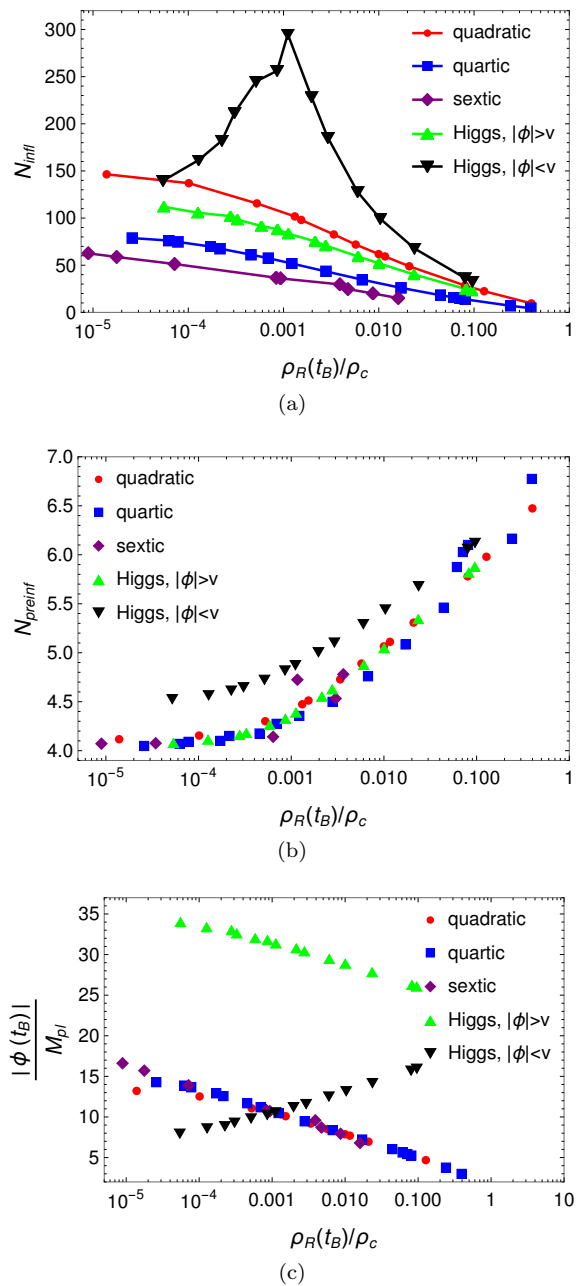 300
250
200
150
100
50
0
N_infl
quadratic
quartic
sextic
Higgs, |ϕ|>v
Higgs, |ϕ|<v
10⁻⁵ 10⁻⁴ 0.001 0.010 0.100
ρ_R(t_B)/ρ_c
(a)
7.0
6.5
6.0
5.5
5.0
4.5
4.0
N_preinf
quadratic
quartic
sextic
Higgs, |ϕ|>v
Higgs, |ϕ|<v
10⁻⁵ 10⁻⁴ 0.001 0.010 0.100 1
ρ_R(t_B)/ρ_c
(b)
35
30
25
20
15
10
5
|ϕ(t_B)|
M_pl
quadratic
quartic
sextic
Higgs, |ϕ|>v
Higgs, |ϕ|<v
10⁻⁵ 10⁻⁴ 0.001 0.010 0.100 1 10
ρ_R(t_B)/ρ_c
(c)